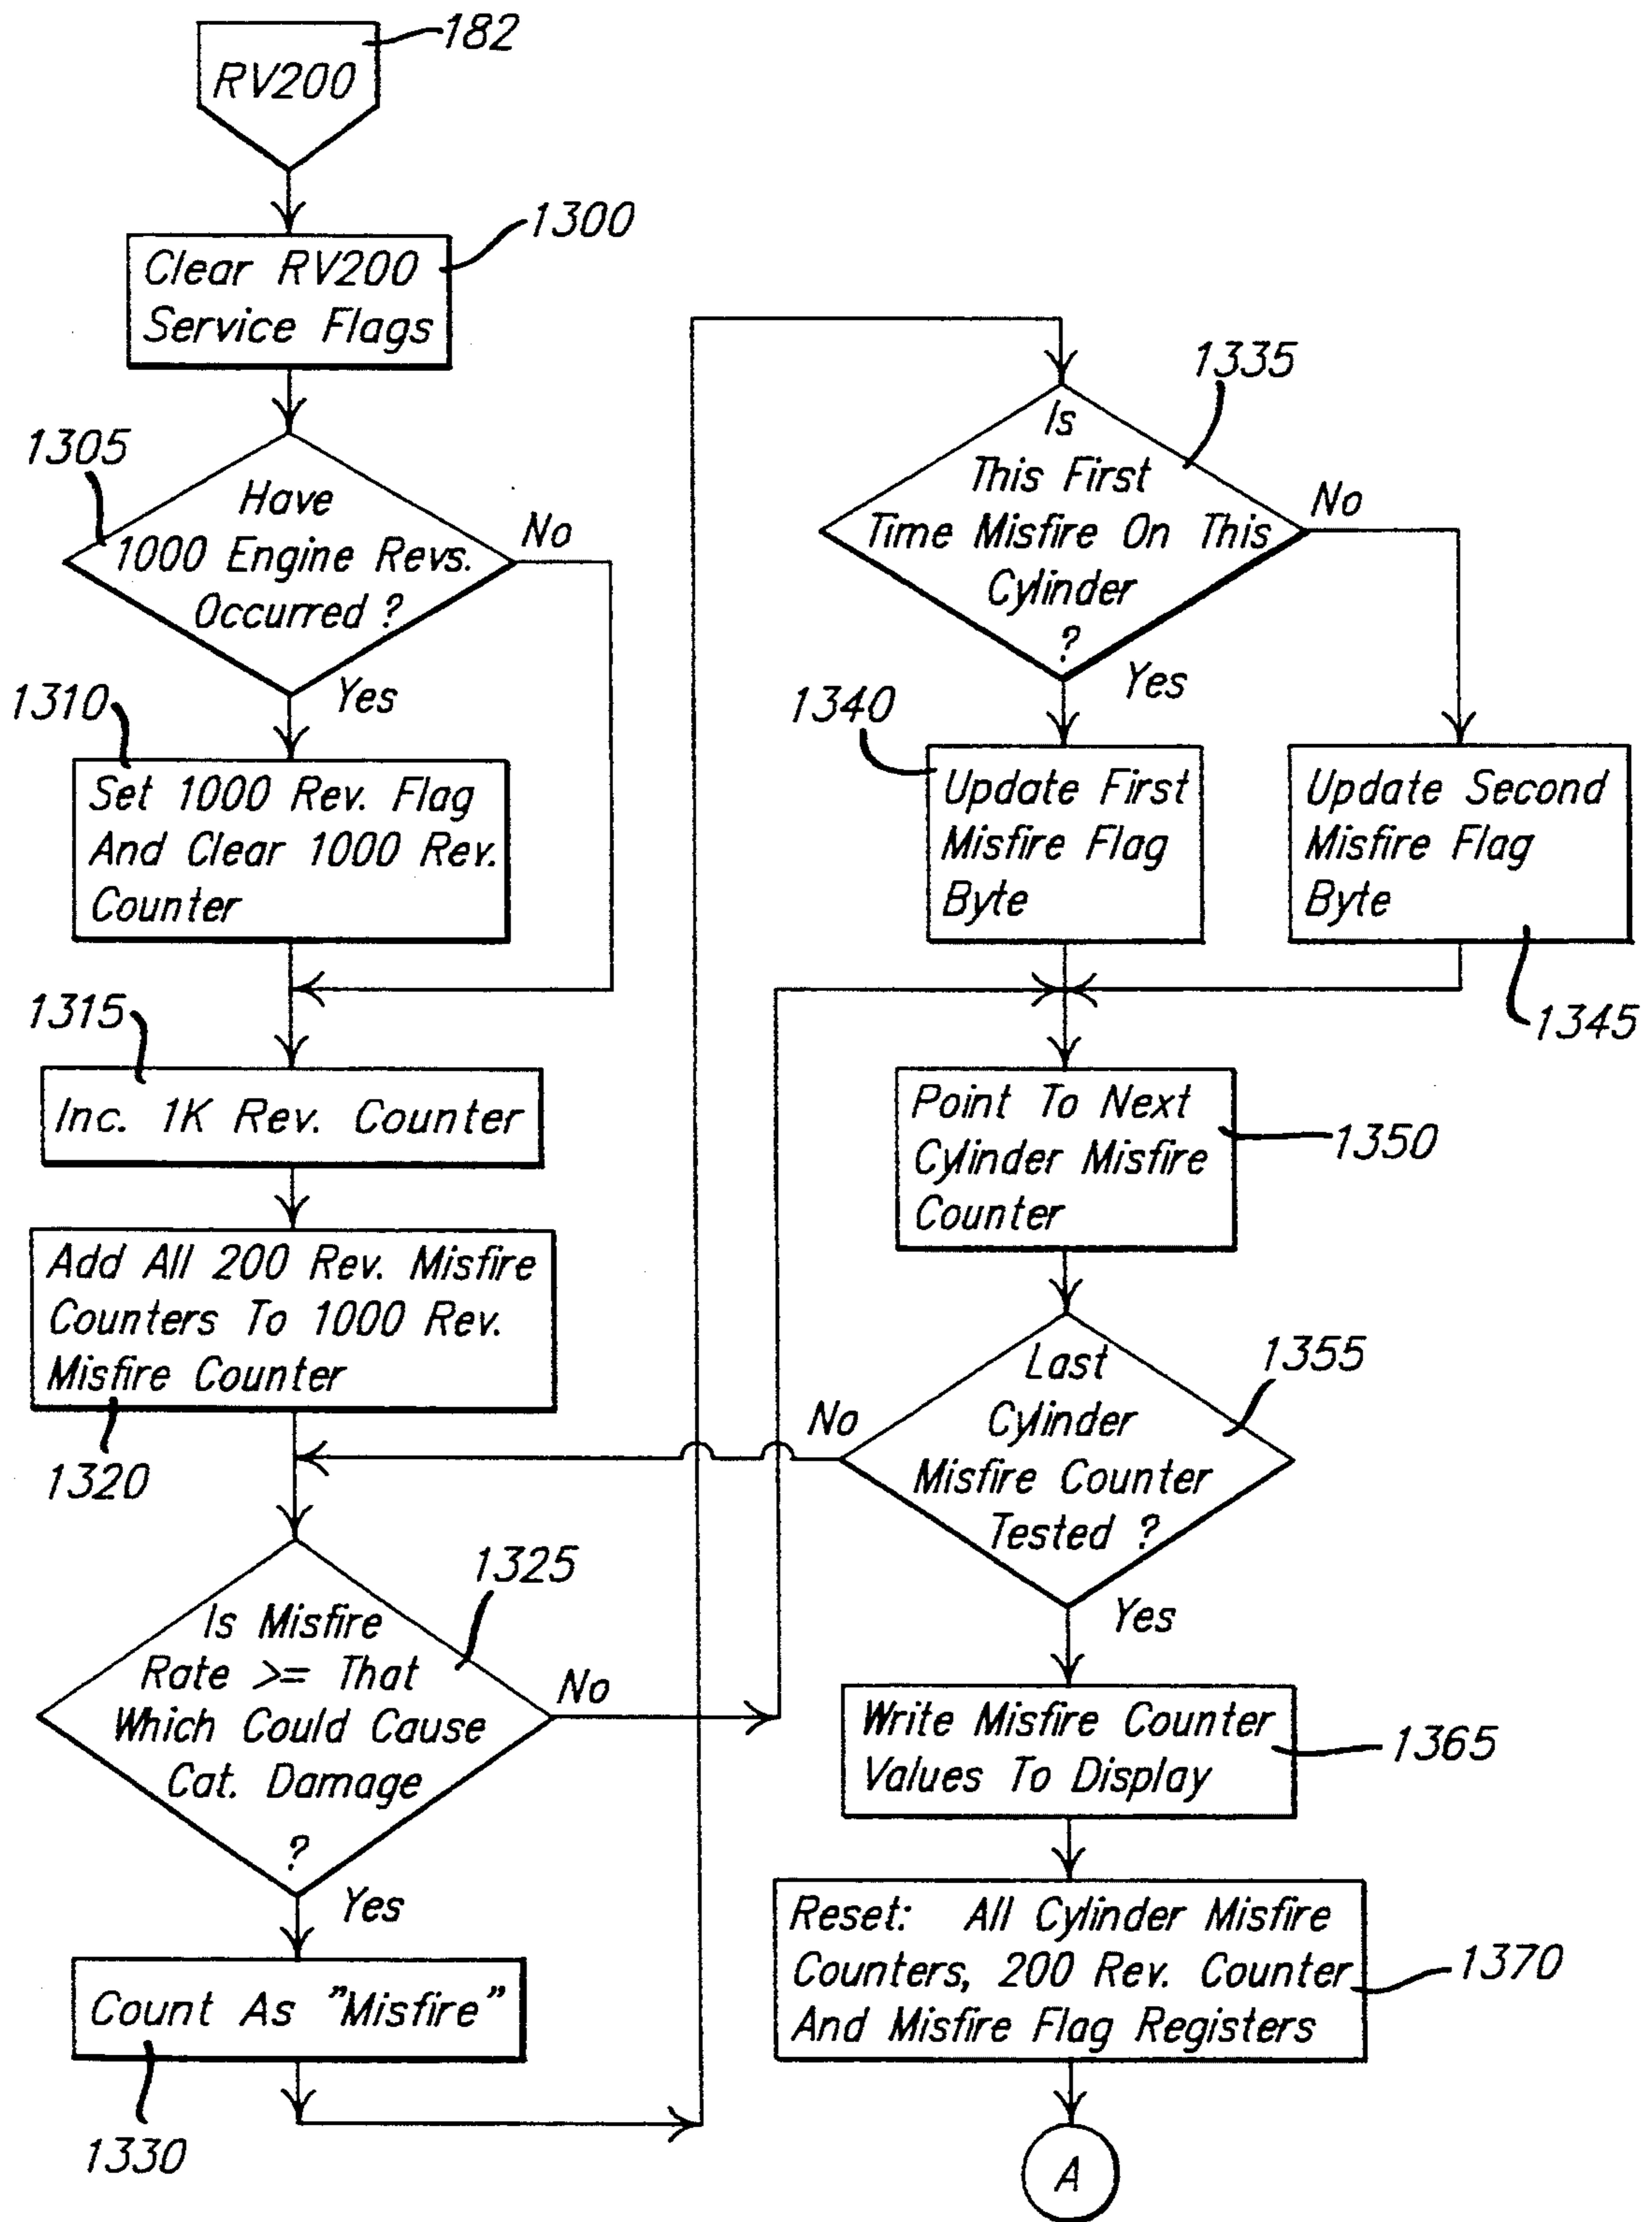 182
RV200
1300
Clear RV200
Service Flags
1305
Have
1000 Engine Revs.
Occurred ?
No
Yes
1310
Set 1000 Rev. Flag
And Clear 1000 Rev.
Counter
1315
Inc. 1K Rev. Counter
Add All 200 Rev. Misfire
Counters To 1000 Rev.
Misfire Counter
1320
1325
Is Misfire
Rate >= That
Which Could Cause
Cat. Damage
?
No
Yes
Count As "Misfire"
1330
1335
Is
This First
Time Misfire On This
Cylinder
?
No
Yes
1340
Update First
Misfire Flag
Byte
Update Second
Misfire Flag
Byte
1345
Point To Next
Cylinder Misfire
Counter
1350
1355
Last
Cylinder
Misfire Counter
Tested ?
No
Yes
Write Misfire Counter
Values To Display
1365
Reset: All Cylinder Misfire
Counters, 200 Rev. Counter
And Misfire Flag Registers
1370
A